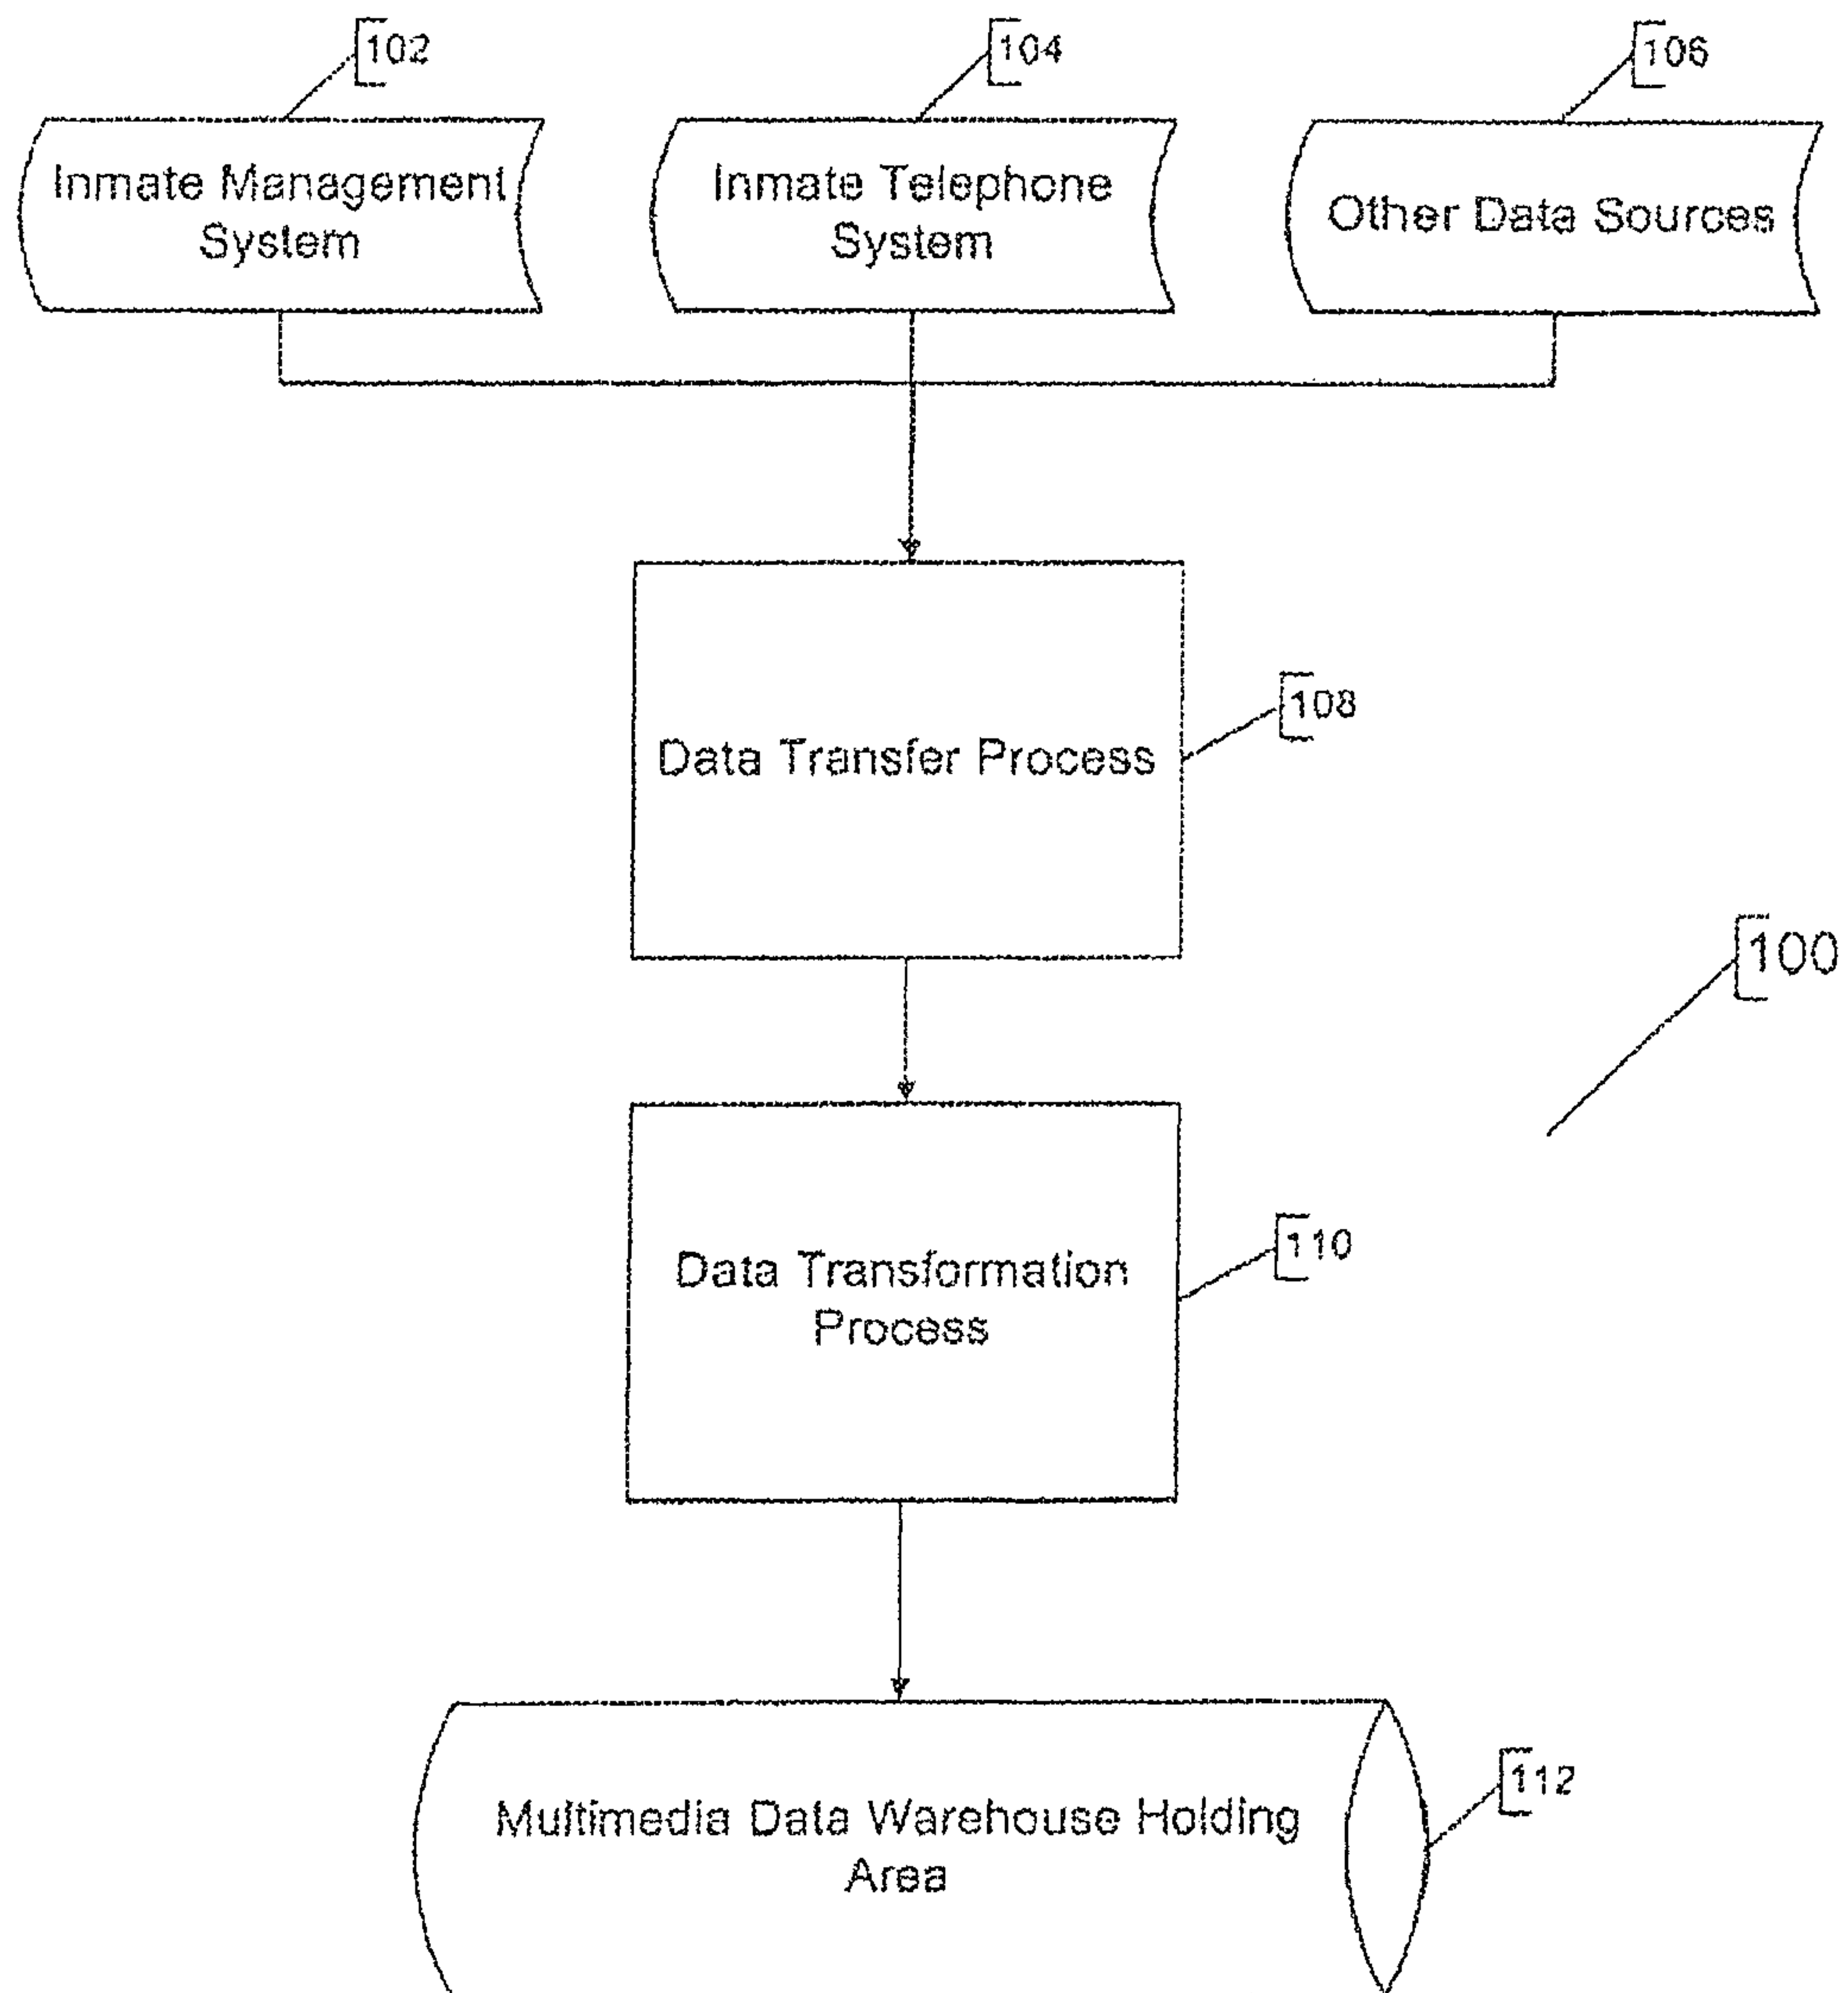 102
104
106
Inmate Management
System
Inmate Telephone
System
Other Data Sources
108
Data Transfer Process
100
110
Data Transformation
Process
112
Multimedia Data Warehouse Holding
Area